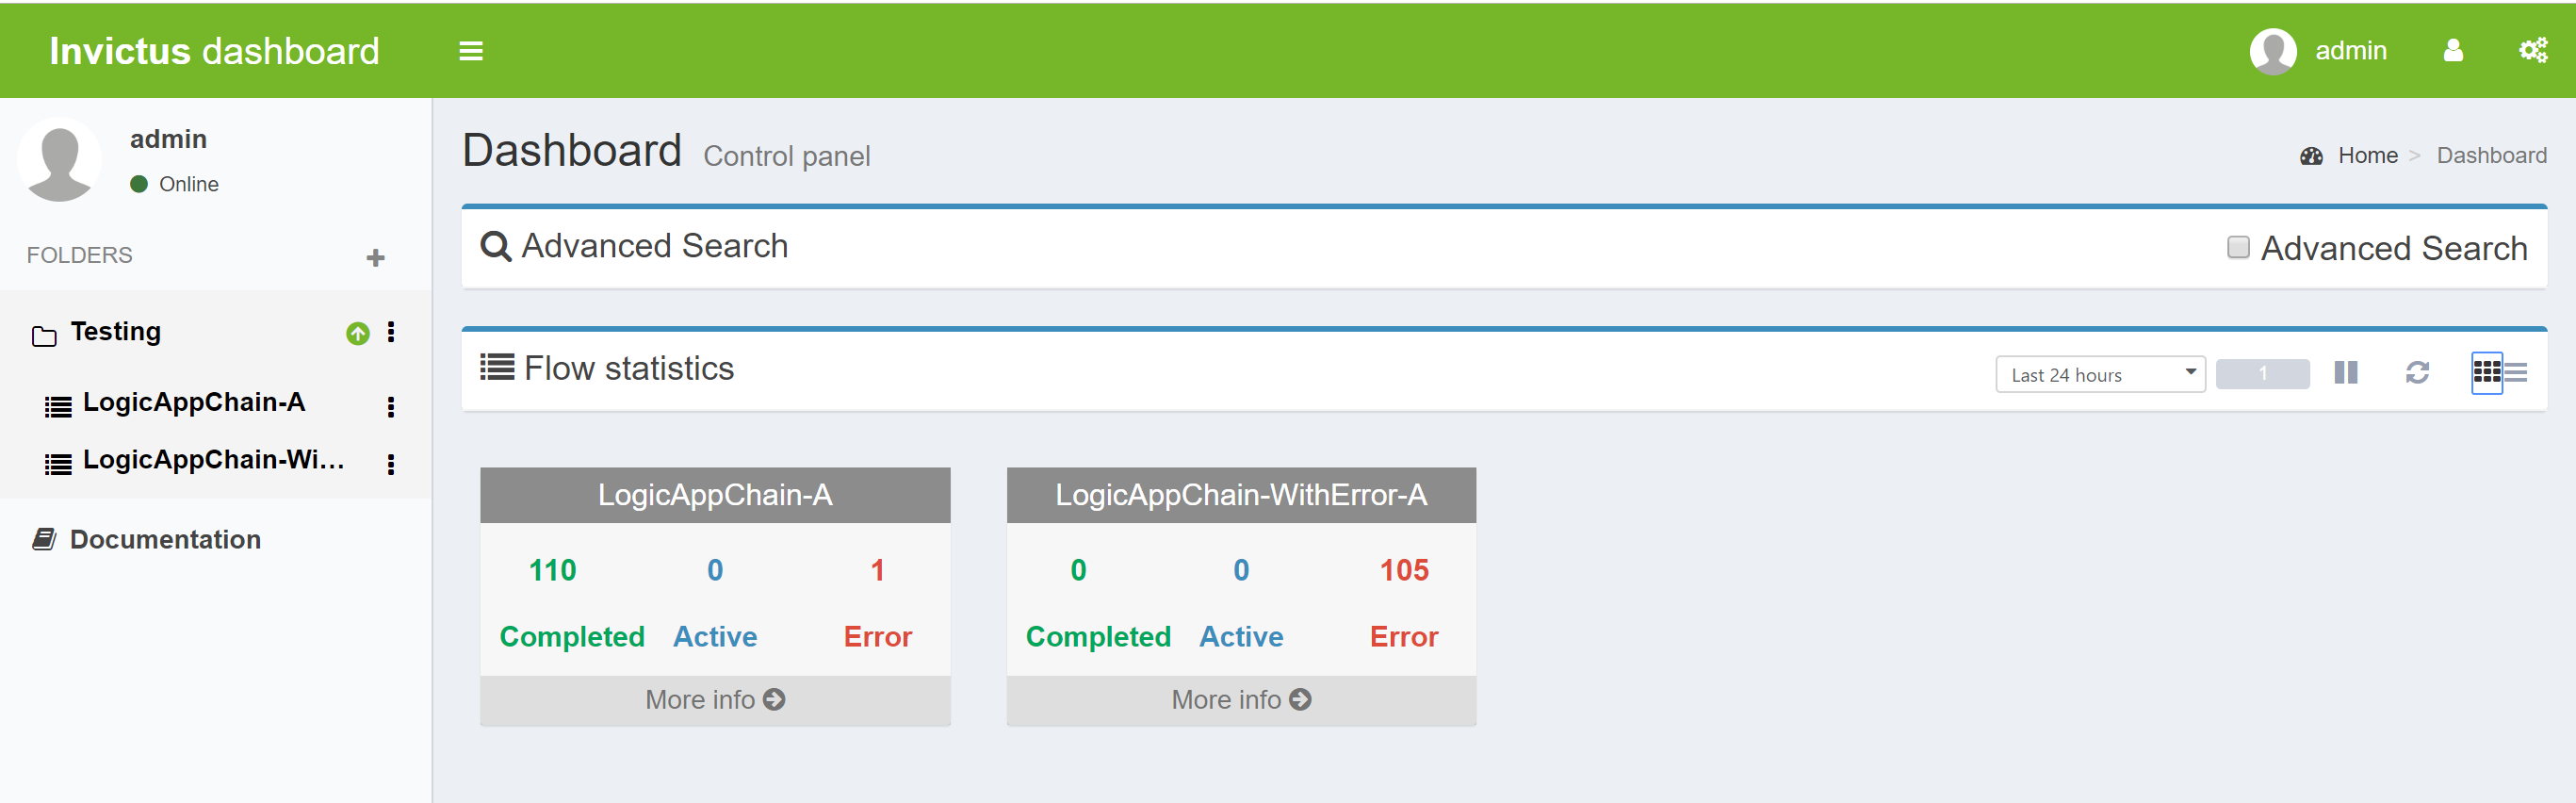 Invictus dashboard
admin
admin
Online
FOLDERS
Testing
LogicAppChain-A
LogicAppChain-Wi...
Documentation
Dashboard Control panel
Home > Dashboard
Advanced Search
Advanced Search
Flow statistics
Last 24 hours
1
LogicAppChain-A
110 0 1
Completed Active Error
More info
LogicAppChain-WithError-A
0 0 105
Completed Active Error
More info